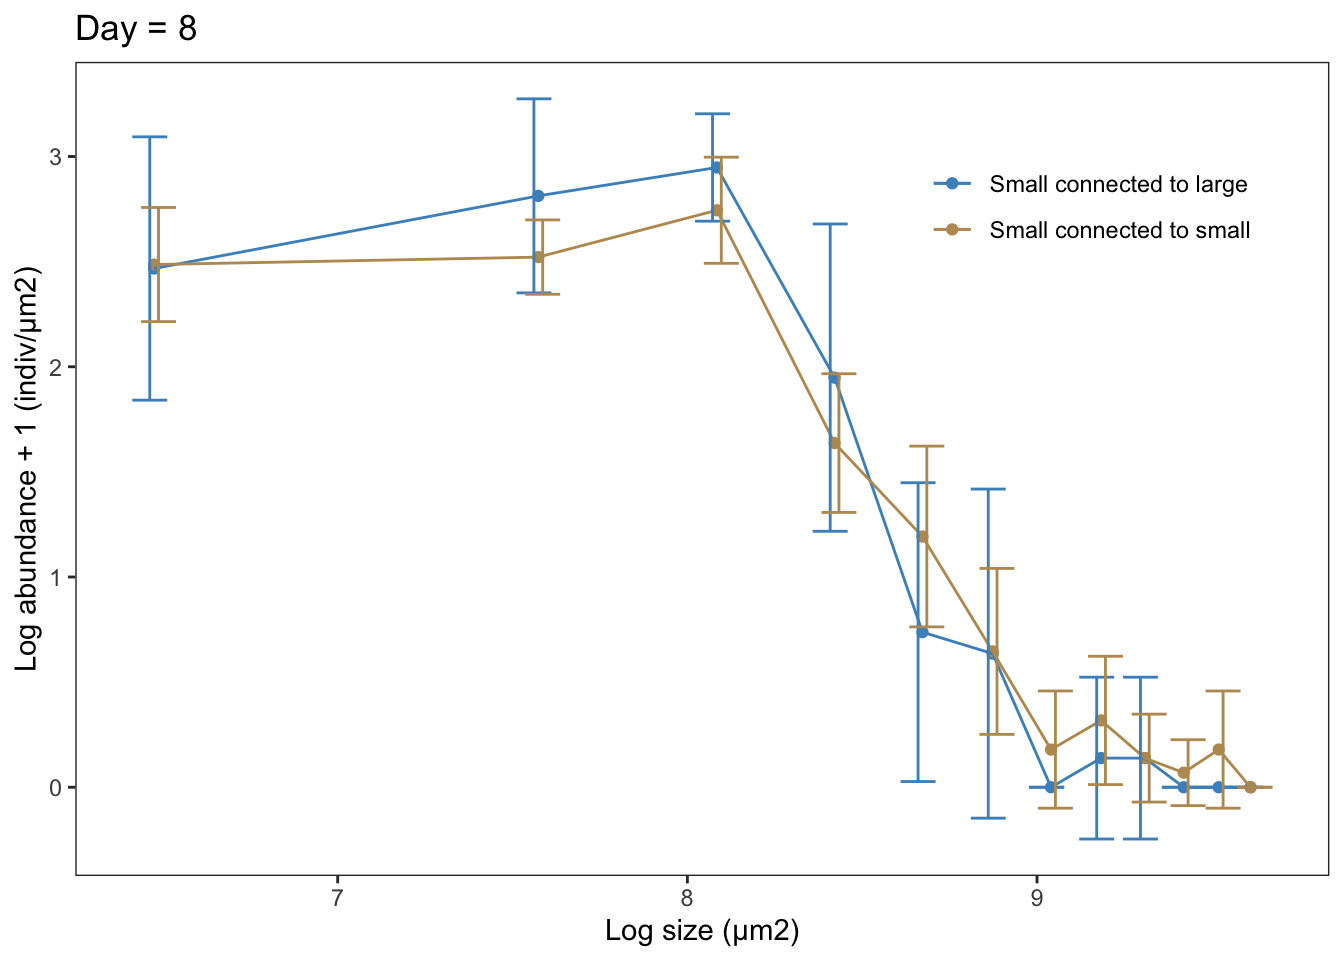 Day = 8
Log abundance + 1 (indiv/μm2)
3
2
1
0
Small connected to large
Small connected to small
7 8 9
Log size (μm2)